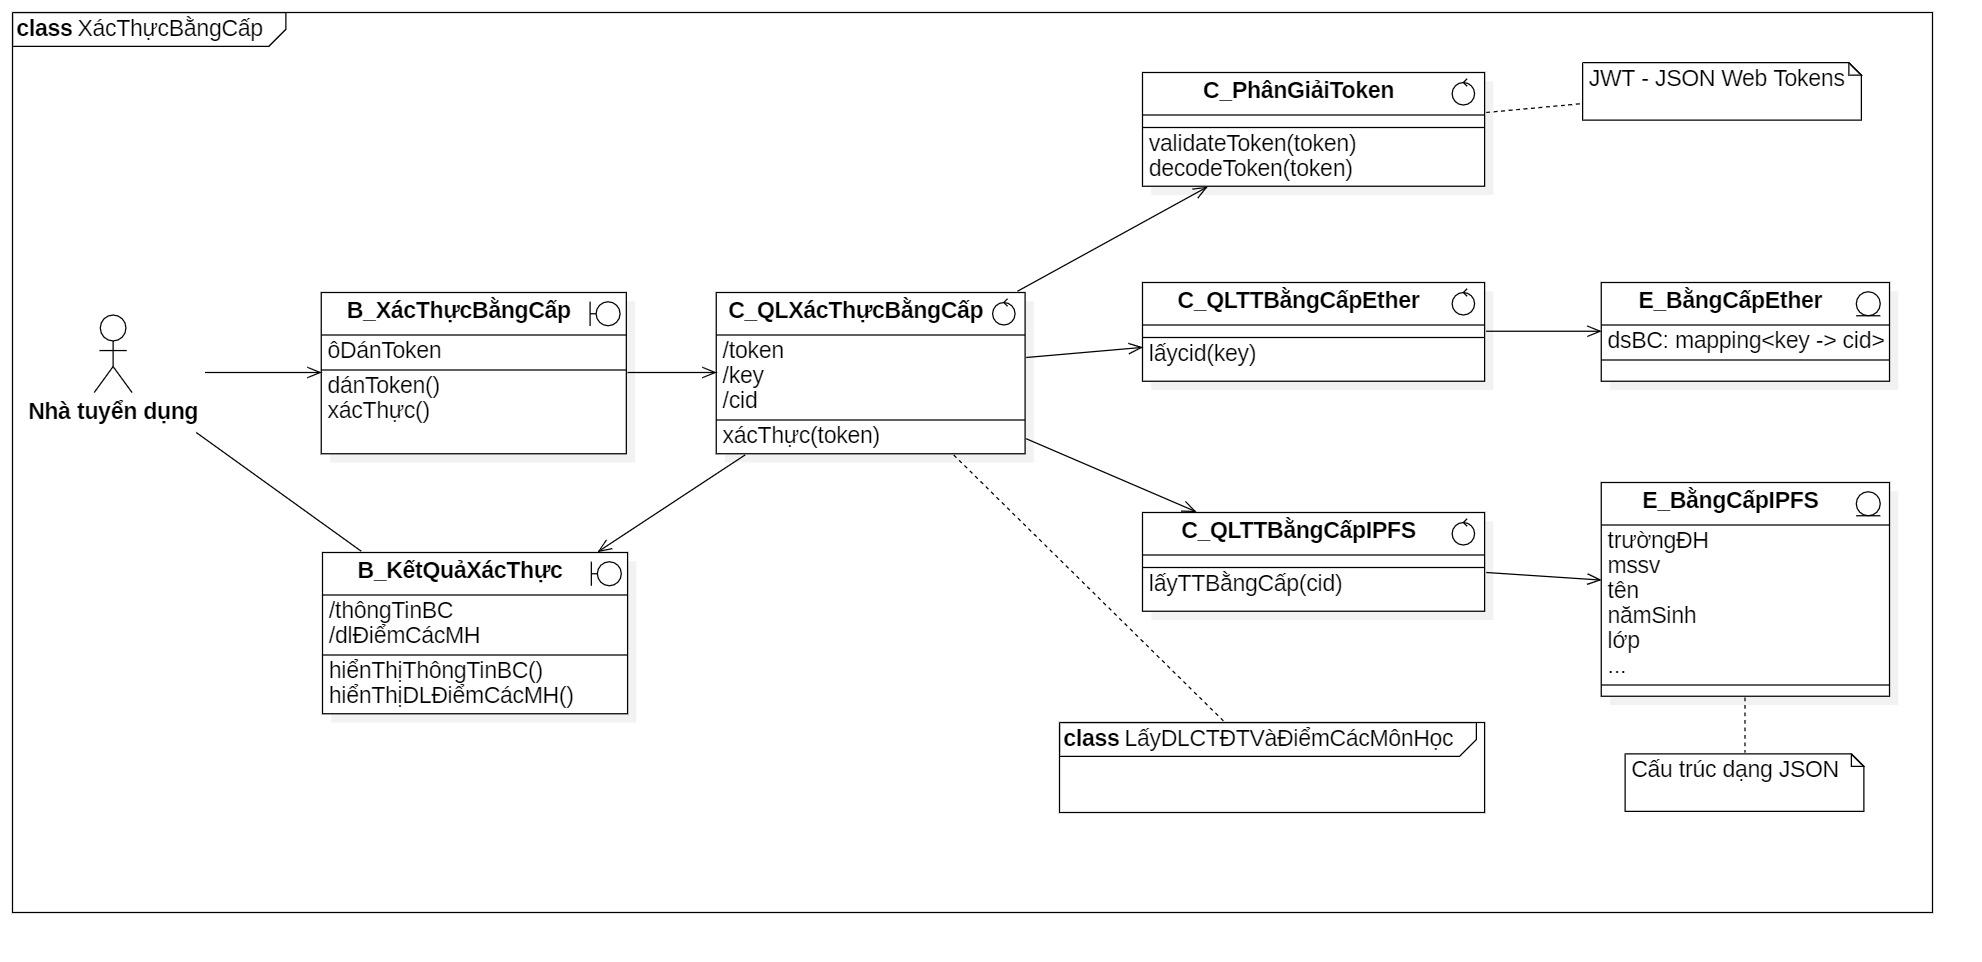 class XácThựcBằngCấp
JWT - JSON Web Tokens
C_PhânGiảiToken
validateToken(token)
decodeToken(token)
Nhà tuyển dụng
B_XácThựcBằngCấp
ôDánToken
dánToken()
xácThực()
C_QLXácThựcBằngCấp
/token
/key
/cid
xácThực(token)
C_QLTTBằngCấpEther
lấycid(key)
E_BằngCấpEther
dsBC: mapping<key -> cid>
B_KếtQuảXácThực
/thôngTinBC
/dlĐiểmCácMH
hiểnThịThôngTinBC()
hiểnThịDLĐiểmCácMH()
C_QLTTBằngCấpIPFS
lấyTTBằngCấp(cid)
E_BằngCấpIPFS
trườngĐH
mssv
tên
nămSinh
lớp
...
class LấyDLCTĐTVàĐiểmCácMônHọc
Cấu trúc dạng JSON